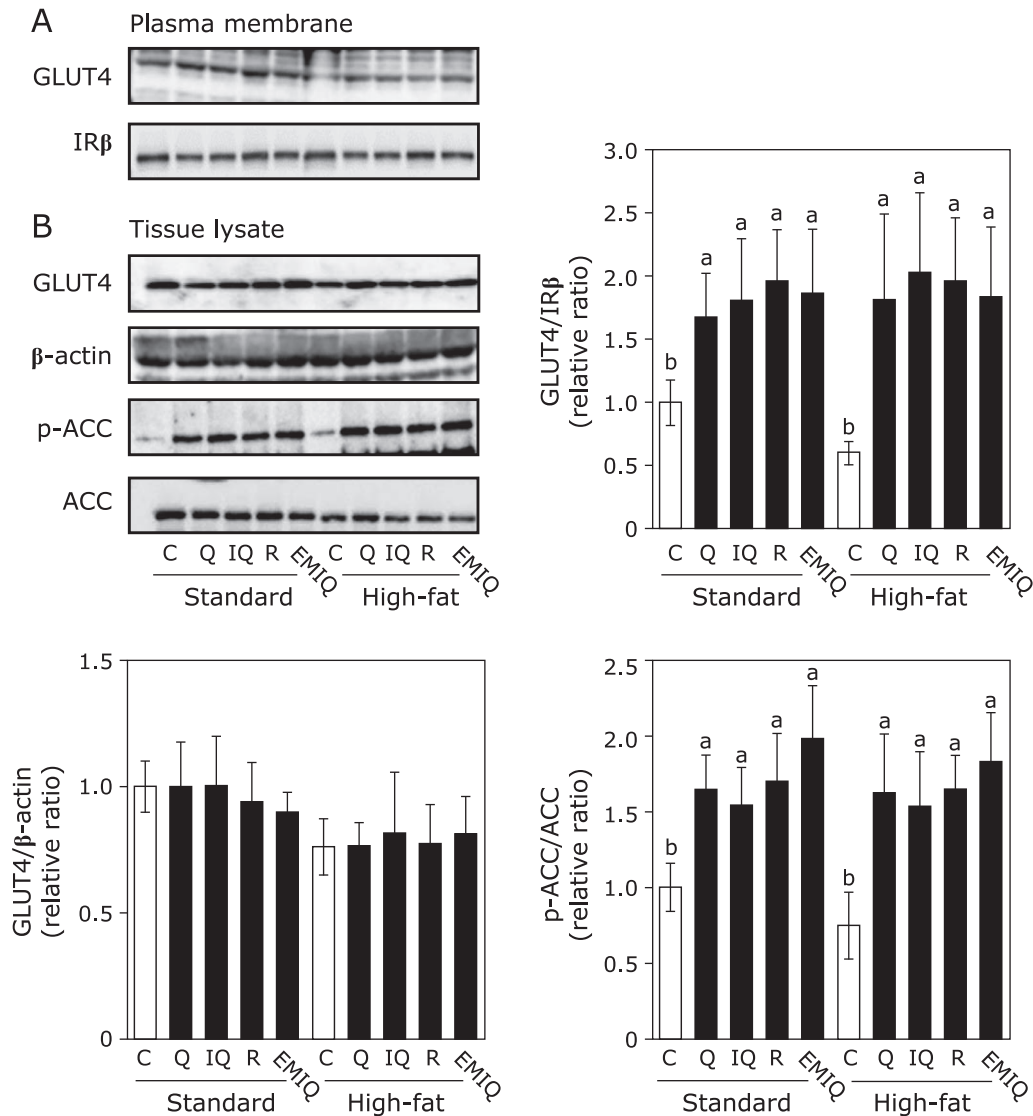 A Plasma membrane
GLUT4
IRβ
B Tissue lysate
GLUT4
β-actin
p-ACC
ACC
C Q IQ R EMIQ C Q IQ R EMIQ
Standard High-fat
3.0
2.5
2.0
1.5
1.0
0.5
0
GLUT4/IRβ
(relative ratio)
b a a a a b a a a a
C Q IQ R EMIQ C Q IQ R EMIQ
Standard High-fat
1.5
1.0
0.5
0
GLUT4/β-actin
(relative ratio)
C Q IQ R EMIQ C Q IQ R EMIQ
Standard High-fat
2.5
2.0
1.5
1.0
0.5
0
p-ACC/ACC
(relative ratio)
b a a a a b a a a a
C Q IQ R EMIQ C Q IQ R EMIQ
Standard High-fat